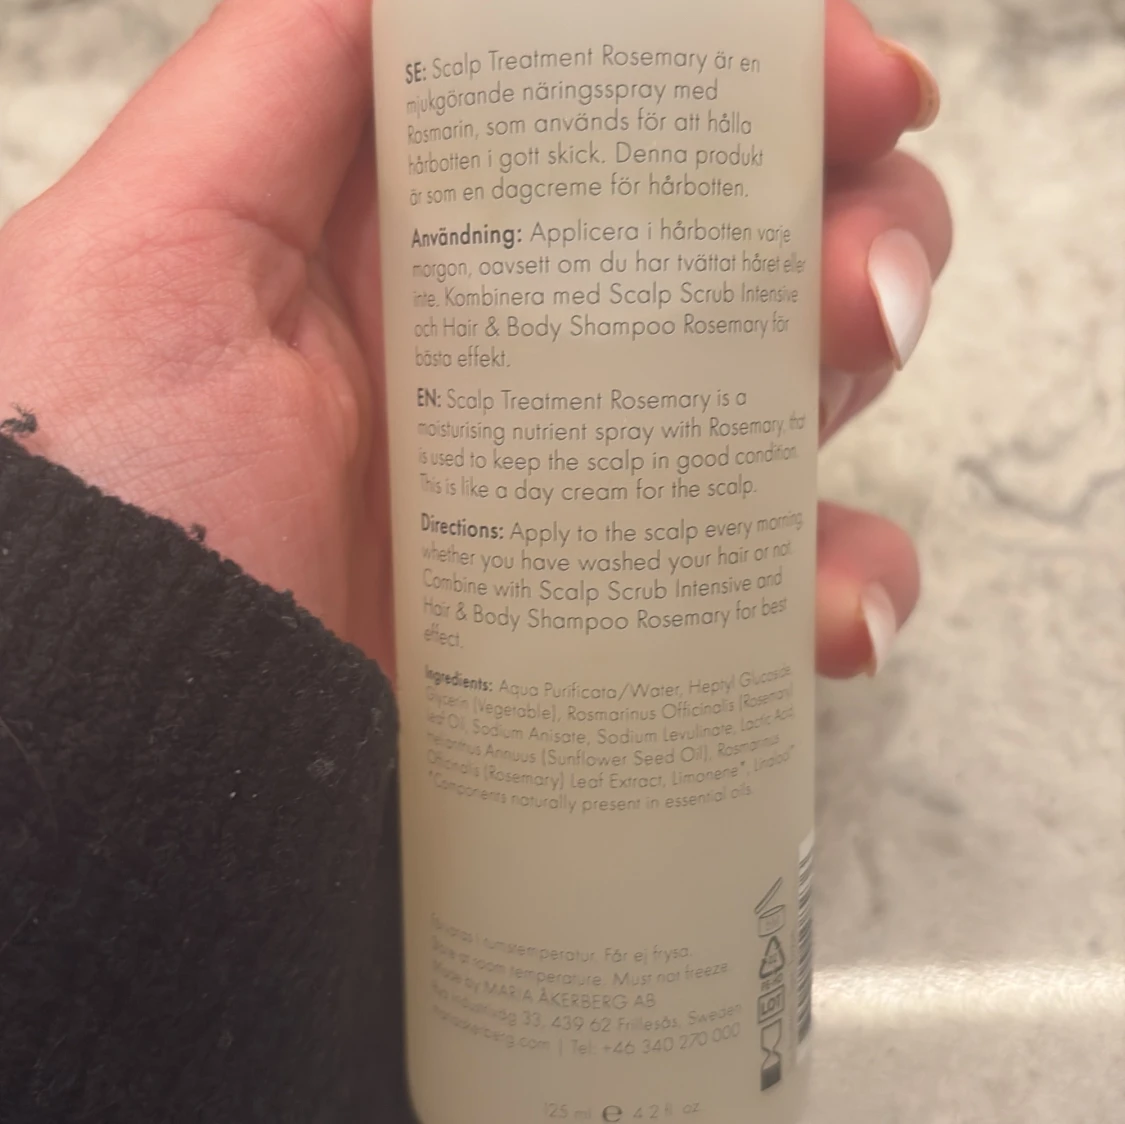 SE: Scalp Treatment Rosemary är en
mjukgörande näringsspray med
Rosmarin, som används för att hålla
hårbotten i gott skick. Denna produkt
är som en dagcreme för hårbotten.
Användning: Applicera i hårbotten varje
morgon, oavsett om du har tvättat håret eller
inte. Kombinera med Scalp Scrub Intensive
och Hair & Body Shampoo Rosemary för
bästa effekt.
EN: Scalp Treatment Rosemary is a
moisturising nutrient spray with Rosemary, that
is used to keep the scalp in good condition.
This is like a day cream for the scalp.
Directions: Apply to the scalp every morning
whether you have washed your hair or not.
Combine with Scalp Scrub Intensive and
Hair & Body Shampoo Rosemary for best
effect.
Ingredients: Aqua Purificata/Water, Heptyl Glucoside
Glycerin (Vegetable), Rosmarinus Officinalis (Rosemary)
Leaf Oil, Sodium Anisate, Sodium Levulinate, Lactic Acid,
Helianthus Annuus (Sunflower Seed Oil), Rosmarinus
Officinalis (Rosemary) Leaf Extract, Limonene*, Linalool*
*Components naturally present in essential oils.
rumstemperatur. Får ej frysa.
Store at room temperature. Must not freeze.
Made by MARIA ÅKERBERG AB
33, 439 62 Frillesås, Sweden
| Tel: +46 340 270 000
LOT
125 ml e 4.2 fl oz